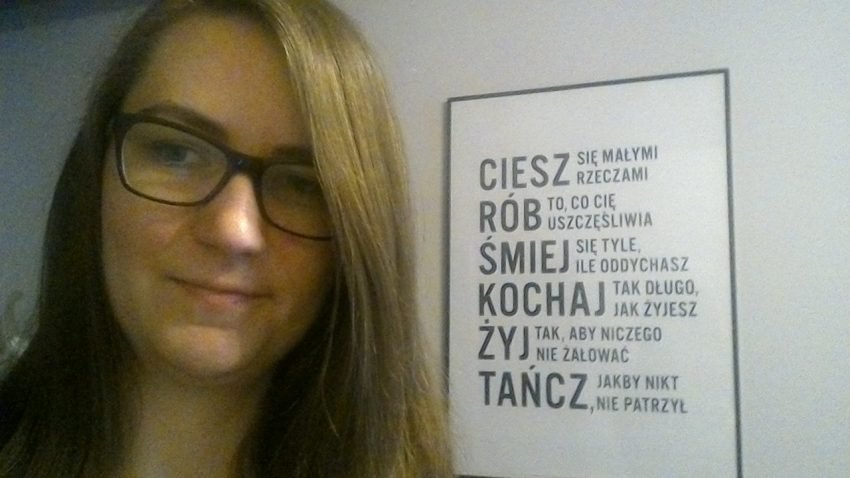 CIESZ SIĘ MAŁYMI
RZECZAMI
RÓB TO, CO CIĘ
USZCZĘŚLIWIA
ŚMIEJ SIĘ TYLE,
ILE ODDYCHASZ
KOCHAJ TAK DŁUGO,
JAK ŻYJESZ
ŻYJ TAK, ABY NICZEGO
NIE ŻAŁOWAĆ
TAŃCZ, JAKBY NIKT
NIE PATRZYŁ